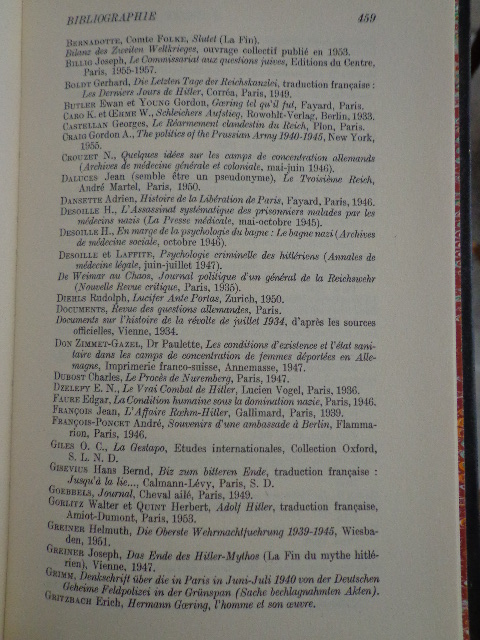 BIBLIOGRAPHIE 459
BERNADOTTE, Comte FOLKE, Slutet (La Fin).
Bilanz des Zweiten Weltkrieges, ouvrage collectif publié en 1953.
BILLIG Joseph, Le Commissariat aux questions juives, Editions du Centre,
Paris, 1955-1957.
BOLDT Gerhard, Die Letzten Tage der Reichskanzlei, traduction française :
Les Derniers Jours de Hitler, Corrêa, Paris, 1949.
BUTLER Ewan et YOUNG Gordon, Gœring tel qu'il fut, Fayard, Paris.
CARO K. et ŒHME W., Schleichers Aufstieg, Rowohlt-Verlag, Berlin, 1933.
CASTELLAN Georges, Le Réarmement clandestin du Reich, Plon, Paris.
CRAIG Gordon A., The politics of the Prussian Army 1940-1945, New York,
1955.
CROUZET N., Quelques idées sur les camps de concentration allemands
(Archives de médecine générale et coloniale, mai-juin 1946).
DALUCES Jean (semble être un pseudonyme), Le Troisième Reich,
André Martel, Paris, 1950.
DANSETTE Adrien, Histoire de la Libération de Paris, Fayard, Paris, 1946.
DESOILLE H., L'Assassinat systématique des prisonniers malades par les
médecins nazis (La Presse médicale, mai-octobre 1945).
DESOILLE H., En marge de la psychologie du bagne : Le bagne nazi (Archives
de médecine sociale, octobre 1946).
DESOILLE et LAFFITE, Psychologie criminelle des hitlériens (Annales de
médecine légale, juin-juillet 1947).
De Weimar au Chaos, Journal politique d'un général de la Reichswehr
(Nouvelle Revue critique, Paris, 1935).
DIEHLS Rudolph, Lucifer Ante Portas, Zurich, 1950.
DOCUMENTS, Revue des questions allemandes, Paris.
Documents sur l'histoire de la révolte de juillet 1934, d'après les sources
officielles, Vienne, 1934.
DON ZIMMET-GAZEL, Dr Paulette, Les conditions d'existence et l'état sani-
taire dans les camps de concentration de femmes déportées en Alle-
magne, Imprimerie franco-suisse, Annemasse, 1947.
DUBOST Charles, Le Procès de Nuremberg, Paris, 1947.
DZELEPY E. N., Le Vrai Combat de Hitler, Lucien Vogel, Paris, 1936.
FAURE Edgar, La Condition humaine sous la domination nazie, Paris, 1946.
FRANÇOIS Jean, L'Affaire Rœhm-Hitler, Gallimard, Paris, 1939.
FRANÇOIS-PONCET André, Souvenirs d'une ambassade à Berlin, Flamma-
rion, Paris, 1946.
GILES O. C., La Gestapo, Etudes internationales, Collection Oxford,
S. L. N. D.
GISEVIUS Hans Bernd, Biz zum bitteren Ende, traduction française :
Jusqu'à la lie..., Calmann-Lévy, Paris, S. D.
GOEBBELS, Journal, Cheval ailé, Paris, 1949.
GORLITZ Walter et QUINT Herbert, Adolf Hitler, traduction française,
Amiot-Dumont, Paris, 1953.
GREINER Helmuth, Die Oberste Wehrmachtfuehrung 1939-1945, Wiesba-
den, 1951.
GREINER Joseph, Das Ende des Hitler-Mythos (La Fin du mythe hitlé-
rien), Vienne, 1947.
GRIMM, Denkschrift über die in Paris in Juni-Juli 1940 von der Deutschen
Geheime Feldpolizei in der Grünspan (Sache beschlagnahmten Akten).
GRITZBACH Erich, Hermann Gœring, l'homme et son œuvre.